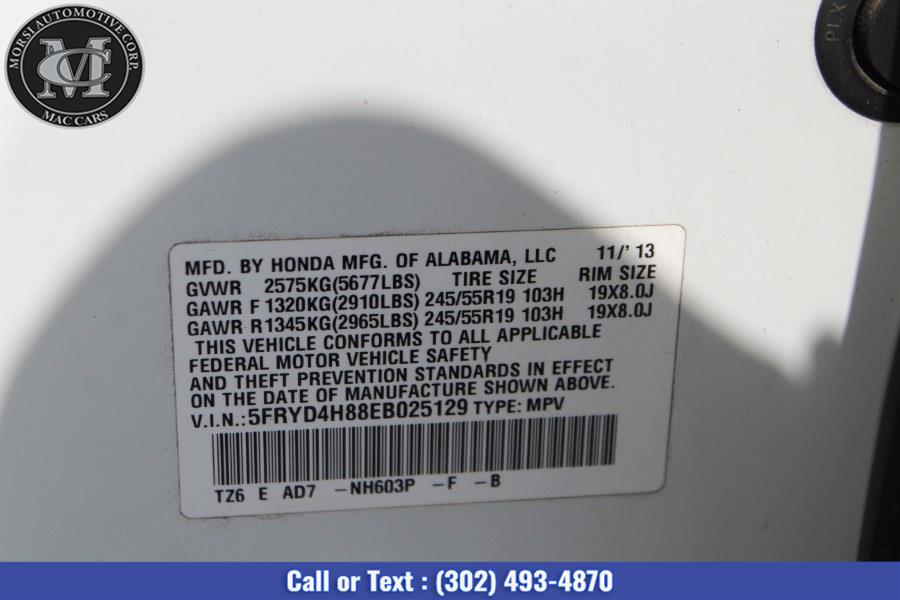 MORSI AUTOMOTIVE CORP.
MC
MAC CARS
PTX
MFD. BY HONDA MFG. OF ALABAMA, LLC 11/' 13
GVWR 2575KG(5677LBS) TIRE SIZE RIM SIZE
GAWR F 1320KG(2910LBS) 245/55R19 103H 19X8.0J
GAWR R 1345KG(2965LBS) 245/55R19 103H 19X8.0J
THIS VEHICLE CONFORMS TO ALL APPLICABLE
FEDERAL MOTOR VEHICLE SAFETY
AND THEFT PREVENTION STANDARDS IN EFFECT
ON THE DATE OF MANUFACTURE SHOWN ABOVE.
V.I.N.:5FRYD4H88EB025129 TYPE: MPV
TZ6 E AD7 -NH603P -F -B
Call or Text : (302) 493-4870